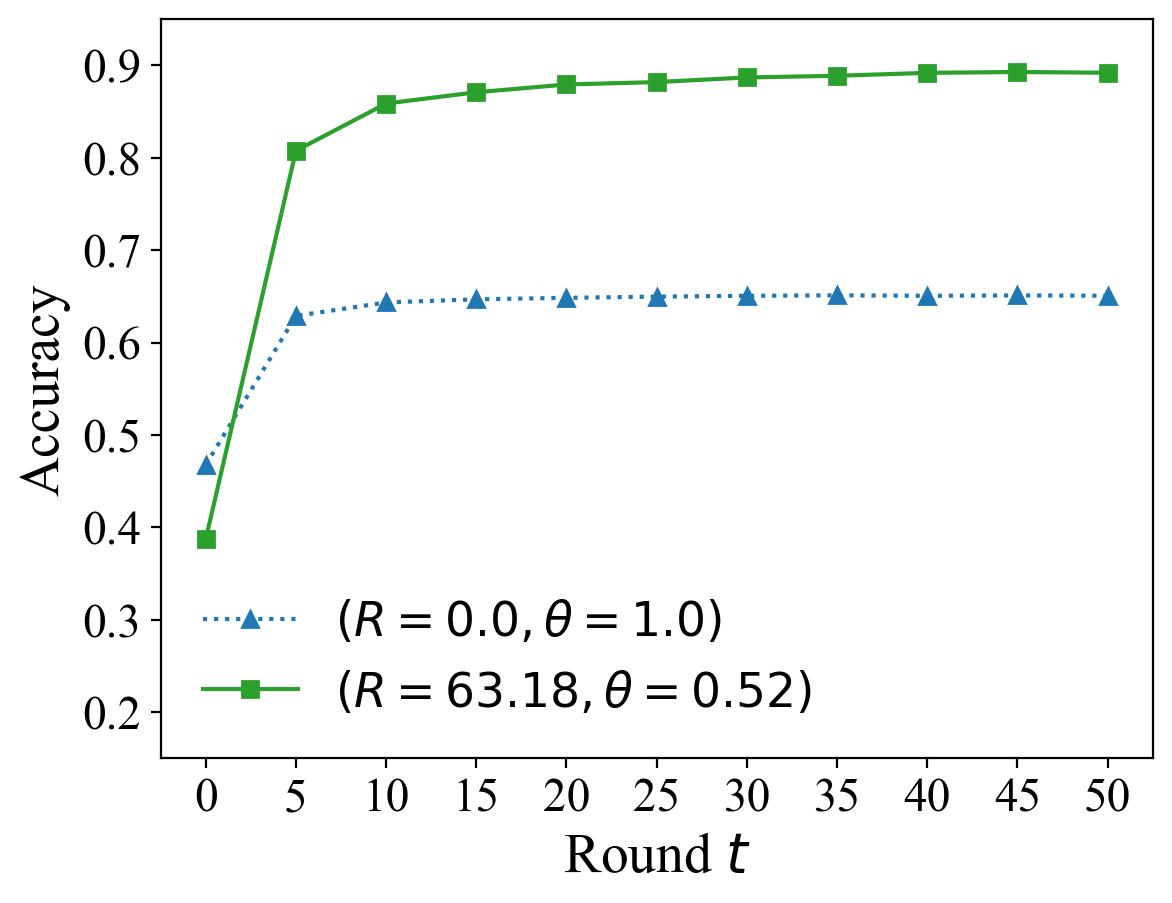 Accuracy
0.9
0.8
0.7
0.6
0.5
0.4
0.3
0.2
(R = 0.0, θ = 1.0)
(R = 63.18, θ = 0.52)
0 5 10 15 20 25 30 35 40 45 50
Round t